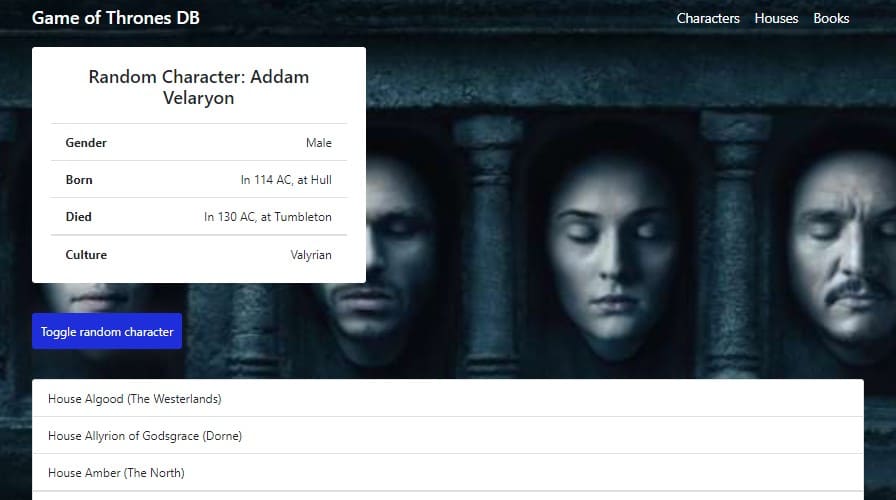 Game of Thrones DB
Characters Houses Books
Random Character: Addam
Velaryon
Gender Male
Born In 114 AC, at Hull
Died In 130 AC, at Tumbleton
Culture Valyrian
Toggle random character
House Algood (The Westerlands)
House Allyrion of Godsgrace (Dorne)
House Amber (The North)